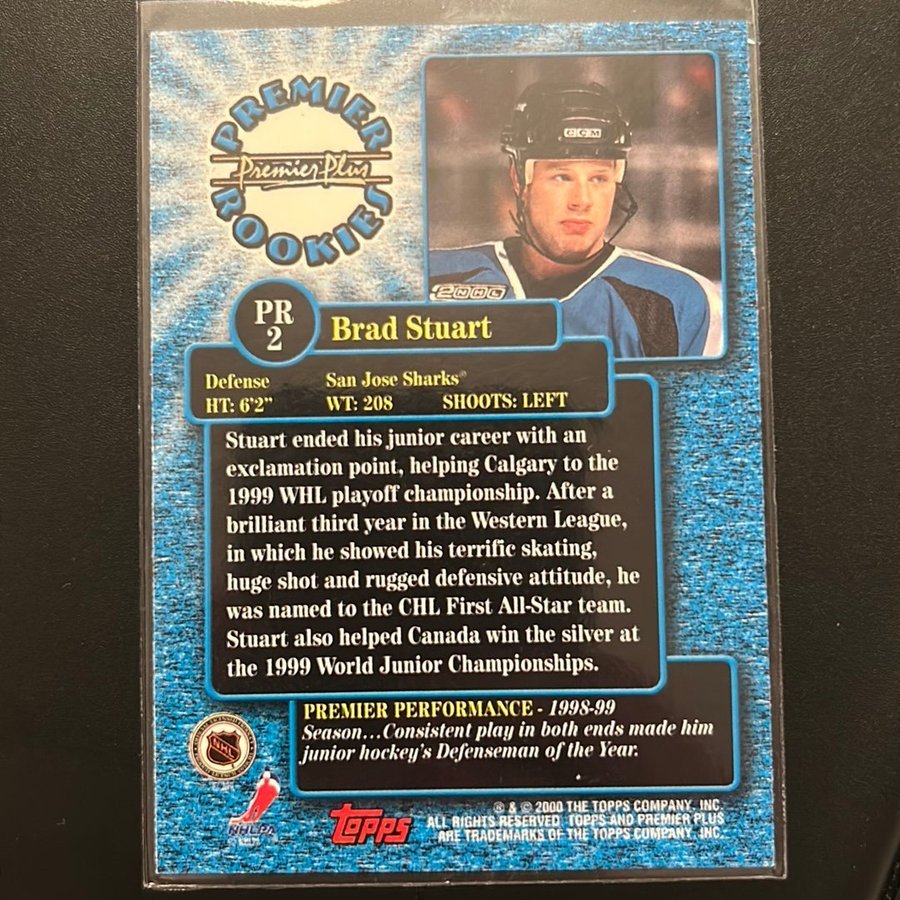 PREMIER
Premier Plus
ROOKIES
CCM
2NHL
PR
2
Brad Stuart
Defense San Jose Sharks®
HT: 6'2" WT: 208 SHOOTS: LEFT
Stuart ended his junior career with an
exclamation point, helping Calgary to the
1999 WHL playoff championship. After a
brilliant third year in the Western League,
in which he showed his terrific skating,
huge shot and rugged defensive attitude, he
was named to the CHL First All-Star team.
Stuart also helped Canada win the silver at
the 1999 World Junior Championships.
PREMIER PERFORMANCE - 1998-99
Season...Consistent play in both ends made him
junior hockey's Defenseman of the Year.
NHL
NHLPA
Topps
® & © 2000 THE TOPPS COMPANY, INC.
ALL RIGHTS RESERVED TOPPS AND PREMIER PLUS
ARE TRADEMARKS OF THE TOPPS COMPANY, INC.